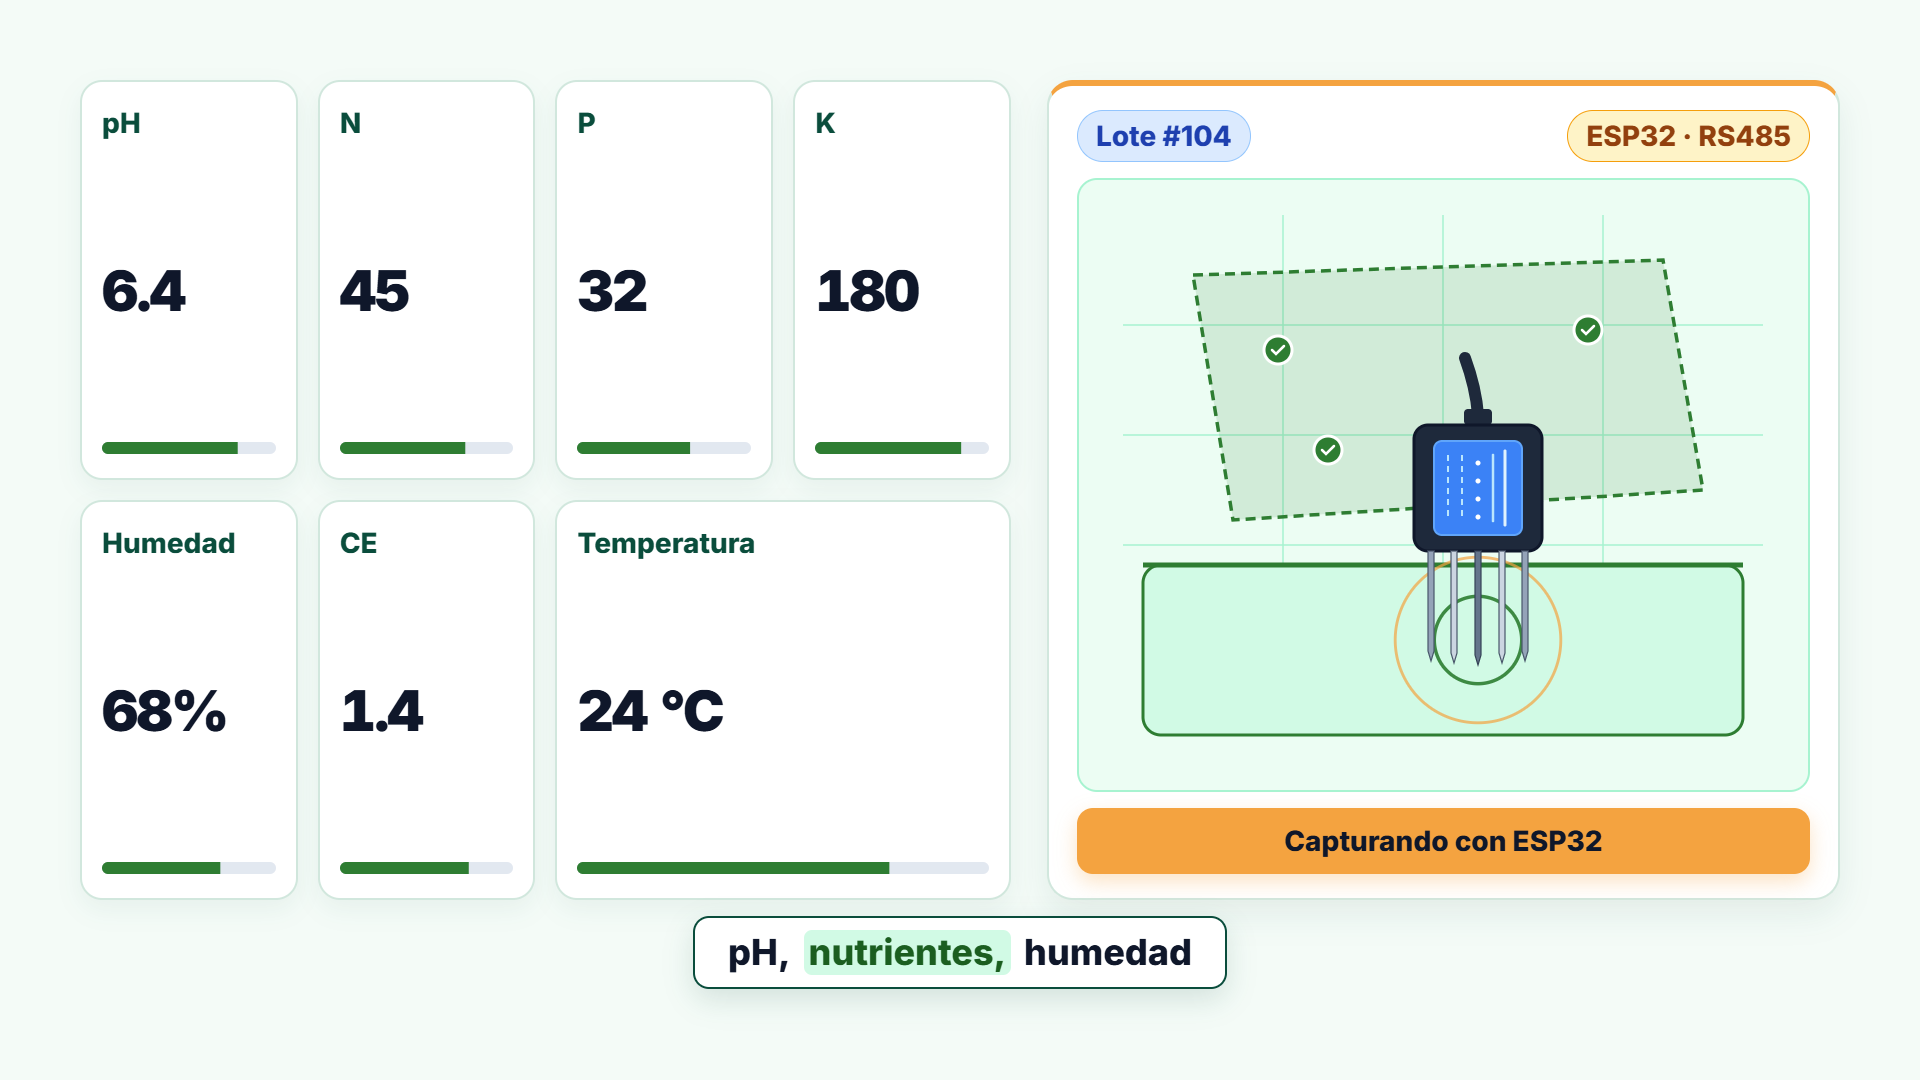 pH
6.4
N
45
P
32
K
180
Humedad
68%
CE
1.4
Temperatura
24 °C
Lote #104
ESP32 · RS485
Capturando con ESP32
pH, nutrientes, humedad